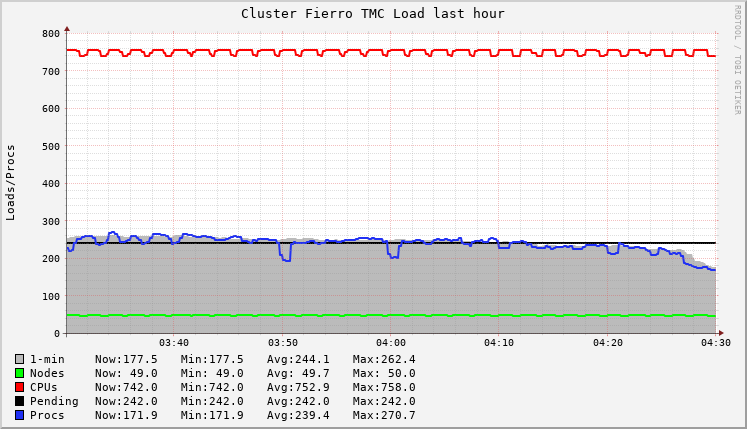 Cluster Fierro TMC Load last hour
RRDTOOL / TOBI OETIKER
Loads/Procs
800
700
600
500
400
300
200
100
0
03:40 03:50 04:00 04:10 04:20 04:30
1-min Now:177.5 Min:177.5 Avg:244.1 Max:262.4
Nodes Now: 49.0 Min: 49.0 Avg: 49.7 Max: 50.0
CPUs Now:742.0 Min:742.0 Avg:752.9 Max:758.0
Pending Now:242.0 Min:242.0 Avg:242.0 Max:242.0
Procs Now:171.9 Min:171.9 Avg:239.4 Max:270.7